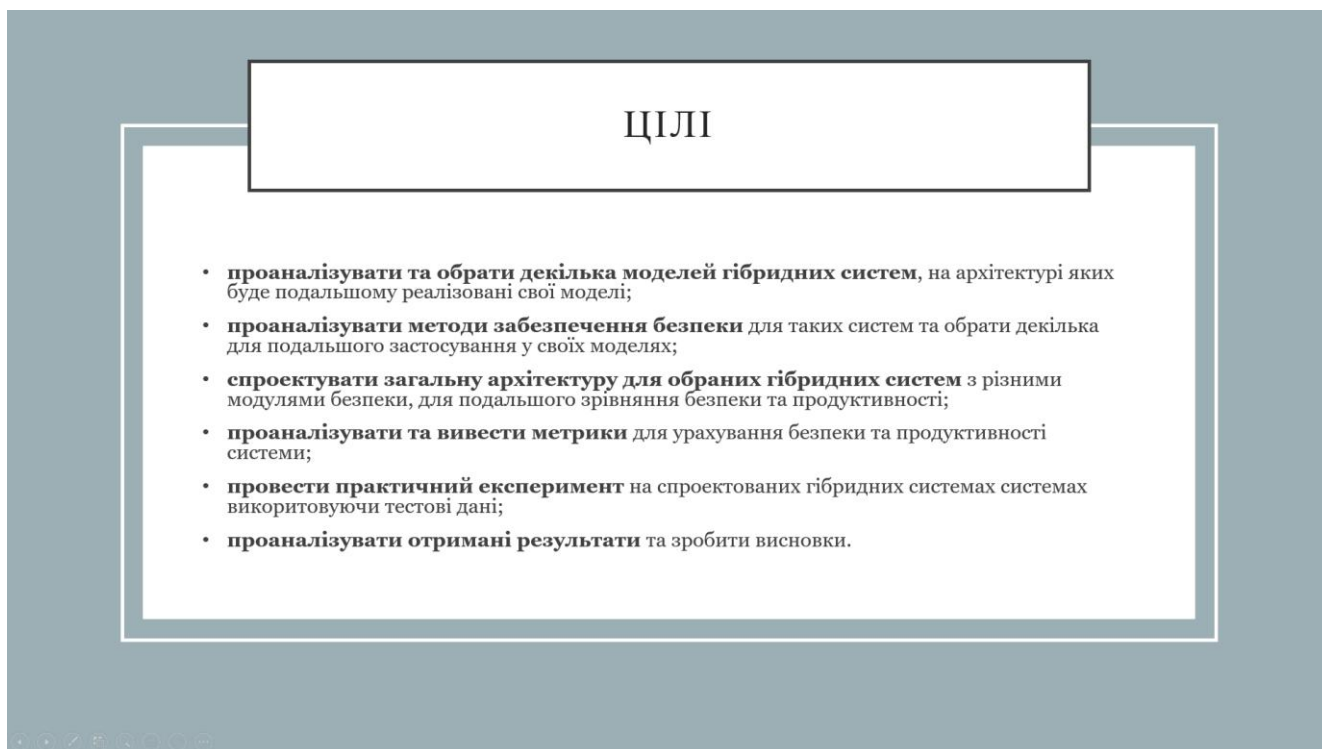 ЦІЛІ
• проаналізувати та обрати декілька моделей гібридних систем, на архітектурі яких
буде подальшому реалізовані свої моделі;
• проаналізувати методи забезпечення безпеки для таких систем та обрати декілька
для подальшого застосування у своїх моделях;
• спроектувати загальну архітектуру для обраних гібридних систем з різними
модулями безпеки, для подальшого зрівняння безпеки та продуктивності;
• проаналізувати та вивести метрики для урахування безпеки та продуктивності
системи;
• провести практичний експеримент на спроектованих гібридних системах системах
викоритовуючи тестові дані;
• проаналізувати отримані результати та зробити висновки.